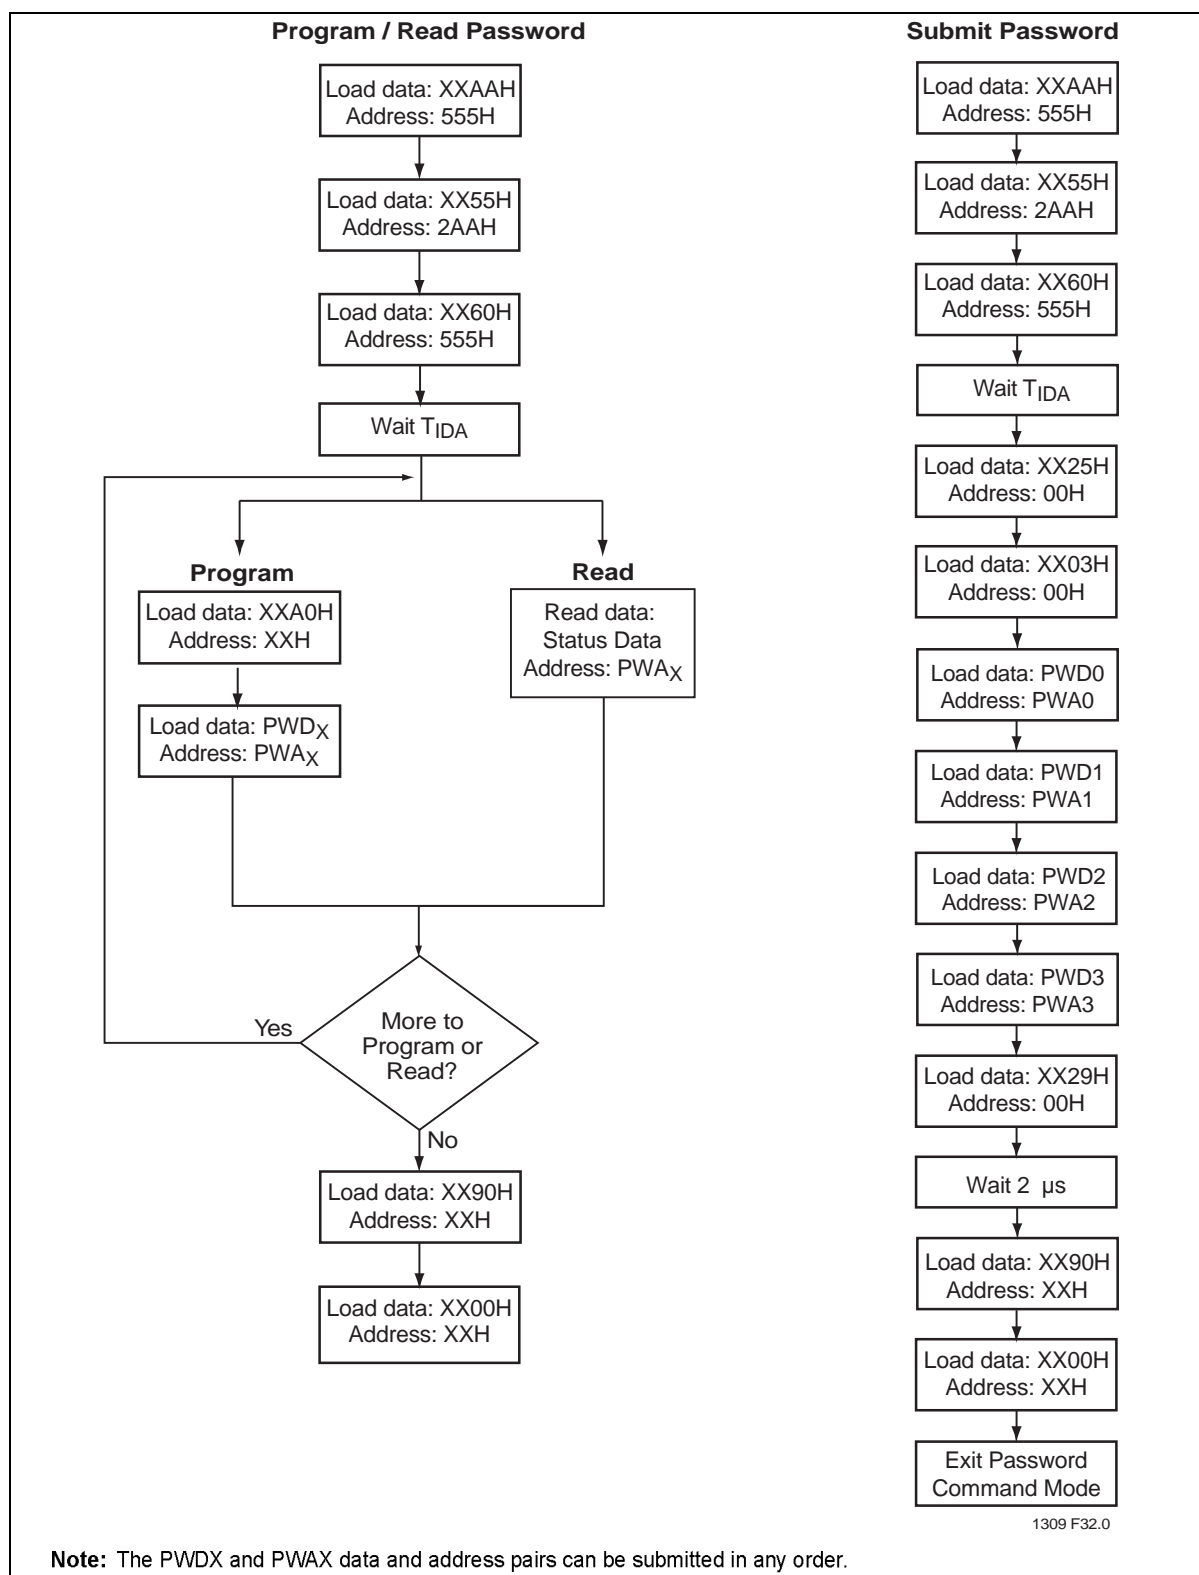 Program / Read Password
Load data: XXAAH
Address: 555H
Load data: XX55H
Address: 2AAH
Load data: XX60H
Address: 555H
Wait TIDA
Program
Load data: XXA0H
Address: XXH
Load data: PWDX
Address: PWAX
Read
Read data:
Status Data
Address: PWAX
More to
Program or
Read?
Yes
No
Load data: XX90H
Address: XXH
Load data: XX00H
Address: XXH
Submit Password
Load data: XXAAH
Address: 555H
Load data: XX55H
Address: 2AAH
Load data: XX60H
Address: 555H
Wait TIDA
Load data: XX25H
Address: 00H
Load data: XX03H
Address: 00H
Load data: PWD0
Address: PWA0
Load data: PWD1
Address: PWA1
Load data: PWD2
Address: PWA2
Load data: PWD3
Address: PWA3
Load data: XX29H
Address: 00H
Wait 2 µs
Load data: XX90H
Address: XXH
Load data: XX00H
Address: XXH
Exit Password
Command Mode
1309 F32.0
Note: The PWDX and PWAX data and address pairs can be submitted in any order.